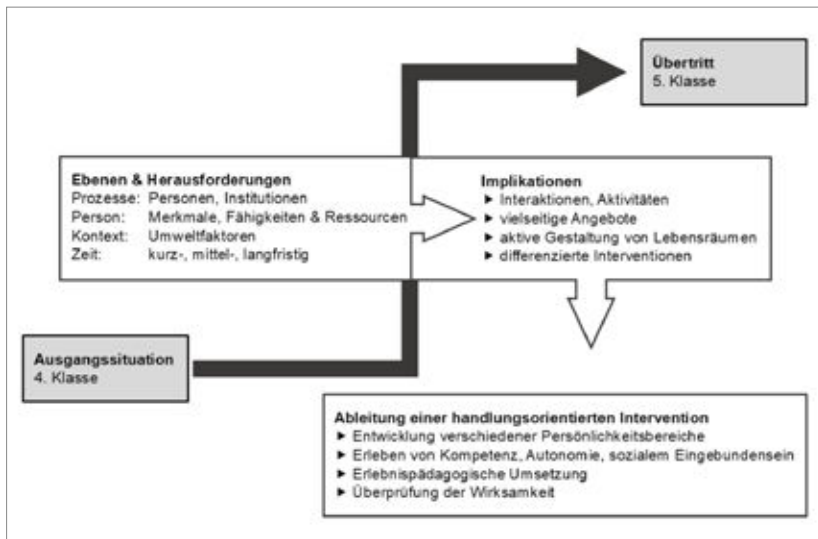 Übertritt
5. Klasse
Ebenen & Herausforderungen
Prozesse: Personen, Institutionen
Person: Merkmale, Fähigkeiten & Ressourcen
Kontext: Umweltfaktoren
Zeit: kurz-, mittel-, langfristig
Implikationen
▶ Interaktionen, Aktivitäten
▶ vielseitige Angebote
▶ aktive Gestaltung von Lebensräumen
▶ differenzierte Interventionen
Ausgangssituation
4. Klasse
Ableitung einer handlungsorientierten Intervention
▶ Entwicklung verschiedener Persönlichkeitsbereiche
▶ Erleben von Kompetenz, Autonomie, sozialem Eingebundensein
▶ Erlebnispädagogische Umsetzung
▶ Überprüfung der Wirksamkeit